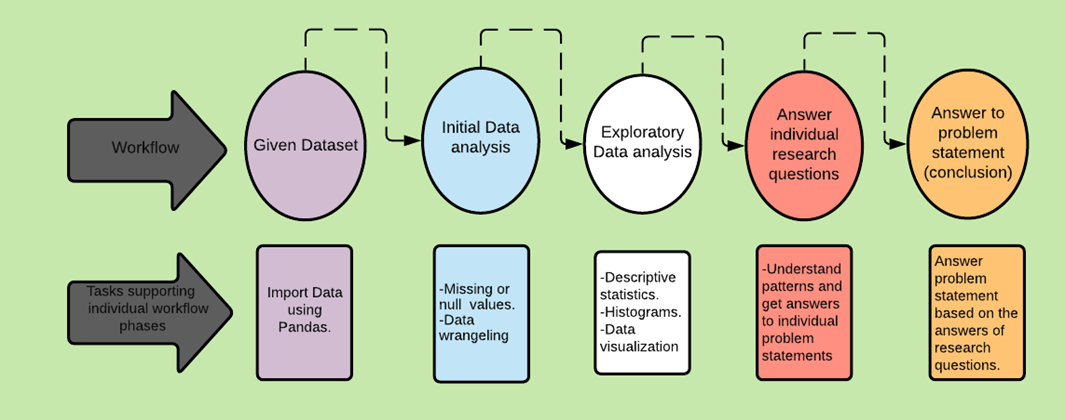 Workflow
Given Dataset
Initial Data
analysis
Exploratory
Data analysis
Answer
individual
research
questions
Answer to
problem
statement
(conclusion)
Tasks supporting
individual workflow
phases
Import Data
using
Pandas.
-Missing or
null values.
-Data
wrangeling
-Descriptive
statistics.
-Histograms.
-Data
visualization
-Understand
patterns and
get answers
to individual
problem
statements
Answer
problem
statement
based on the
answers of
research
questions.